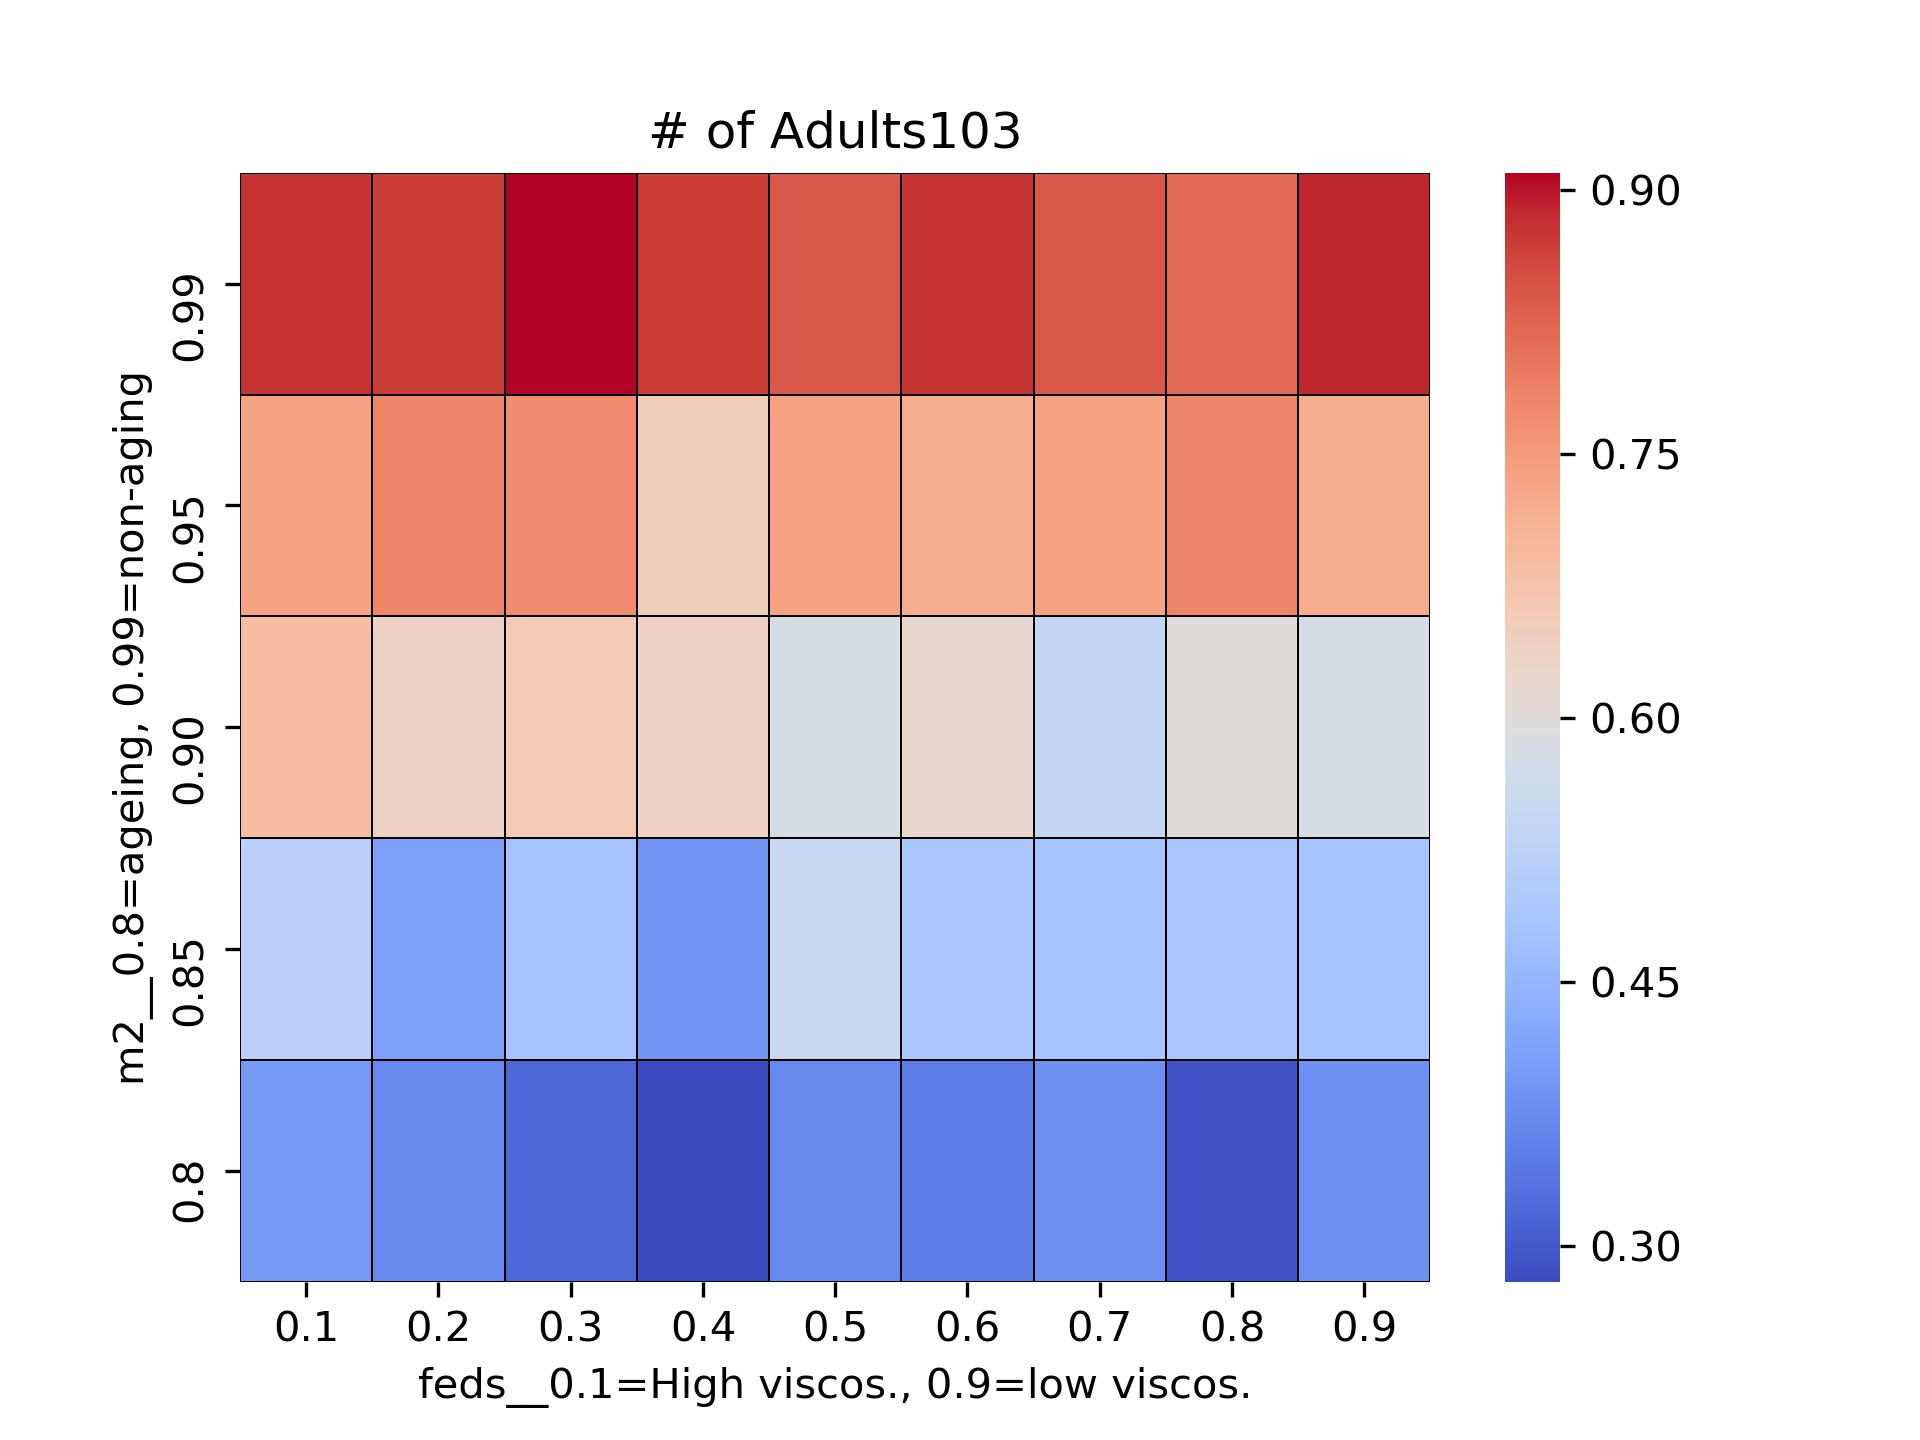 # of Adults103
m2__0.8=ageing, 0.99=non-aging
0.99
0.95
0.90
0.85
0.8
0.1 0.2 0.3 0.4 0.5 0.6 0.7 0.8 0.9
feds__0.1=High viscos., 0.9=low viscos.
0.90
0.75
0.60
0.45
0.30